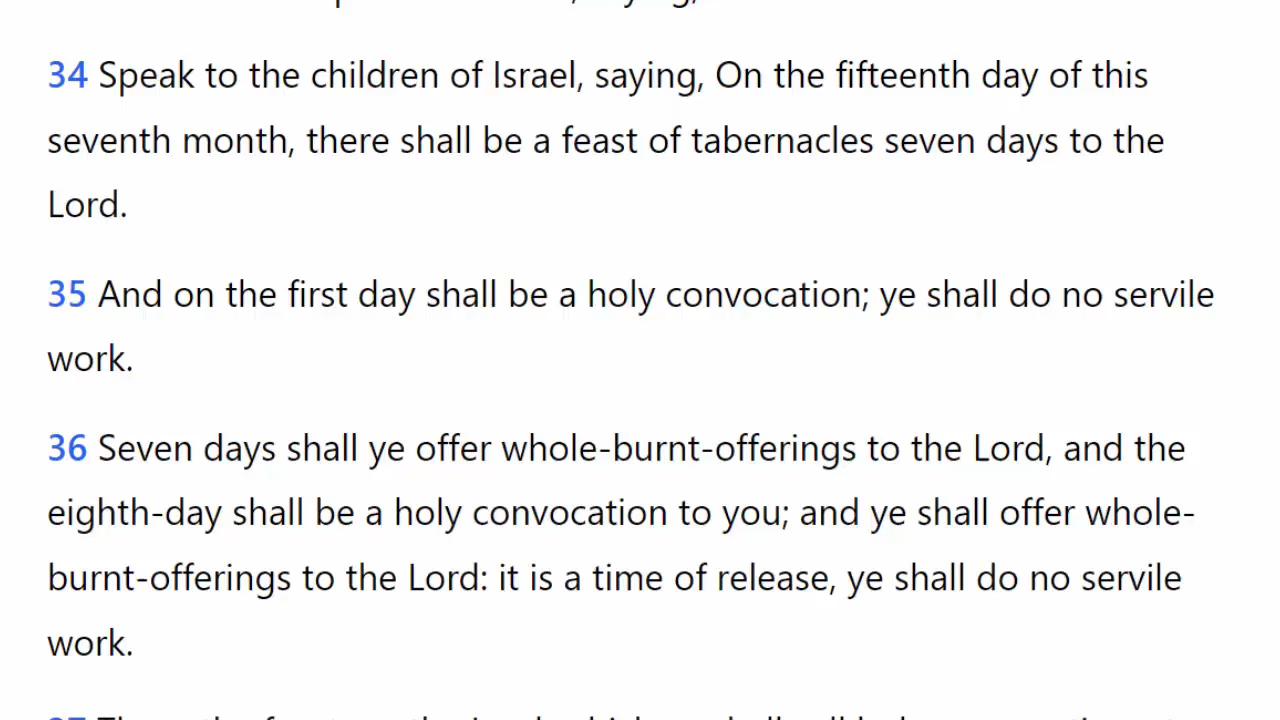 34 Speak to the children of Israel, saying, On the fifteenth day of this
seventh month, there shall be a feast of tabernacles seven days to the
Lord.
35 And on the first day shall be a holy convocation; ye shall do no servile
work.
36 Seven days shall ye offer whole-burnt-offerings to the Lord, and the
eighth-day shall be a holy convocation to you; and ye shall offer whole-
burnt-offerings to the Lord: it is a time of release, ye shall do no servile
work.